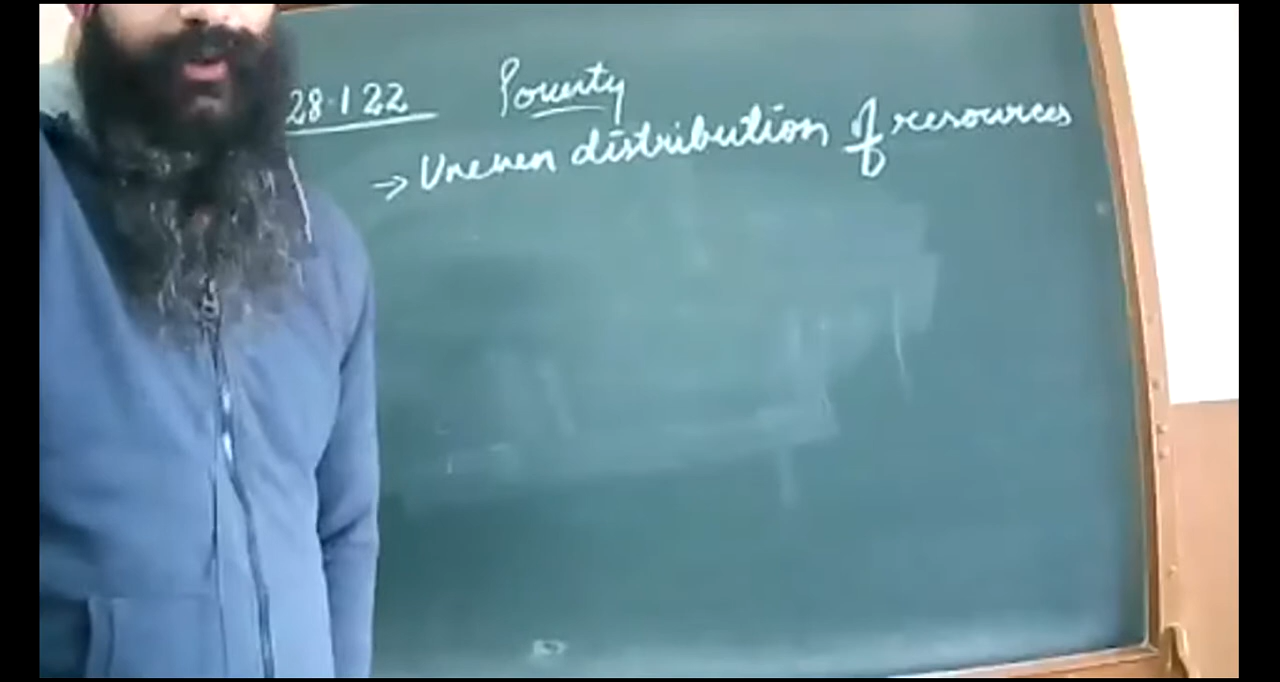 28.1 22 Poverty
→ Uneven distribution of resources